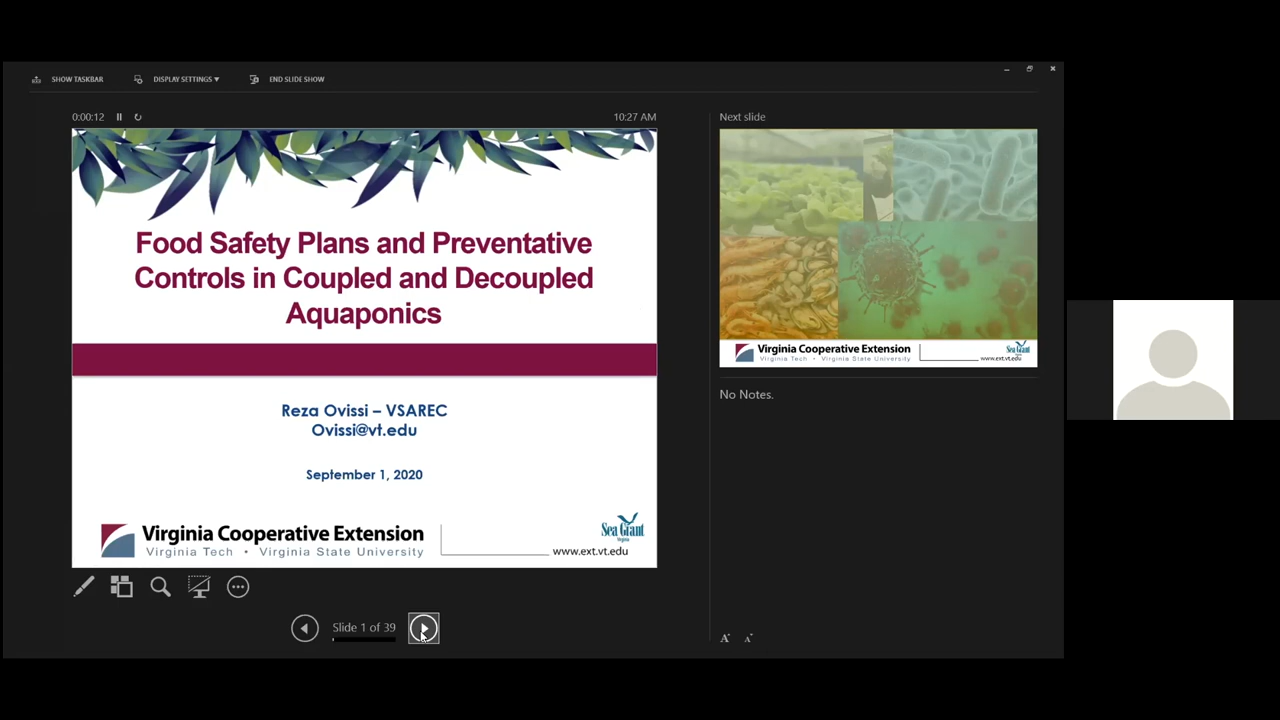 SHOW TASKBAR
DISPLAY SETTINGS ▼
END SLIDE SHOW
0:00:12
10:27 AM
Food Safety Plans and Preventative
Controls in Coupled and Decoupled
Aquaponics
Reza Ovissi – VSAREC
Ovissi@vt.edu
September 1, 2020
Virginia Cooperative Extension
Virginia Tech • Virginia State University
www.ext.vt.edu
Sea Grant
Virginia
Slide 1 of 39
Next slide
Virginia Cooperative Extension
Virginia Tech • Virginia State University
www.ext.vt.edu
Sea Grant
No Notes.
A A